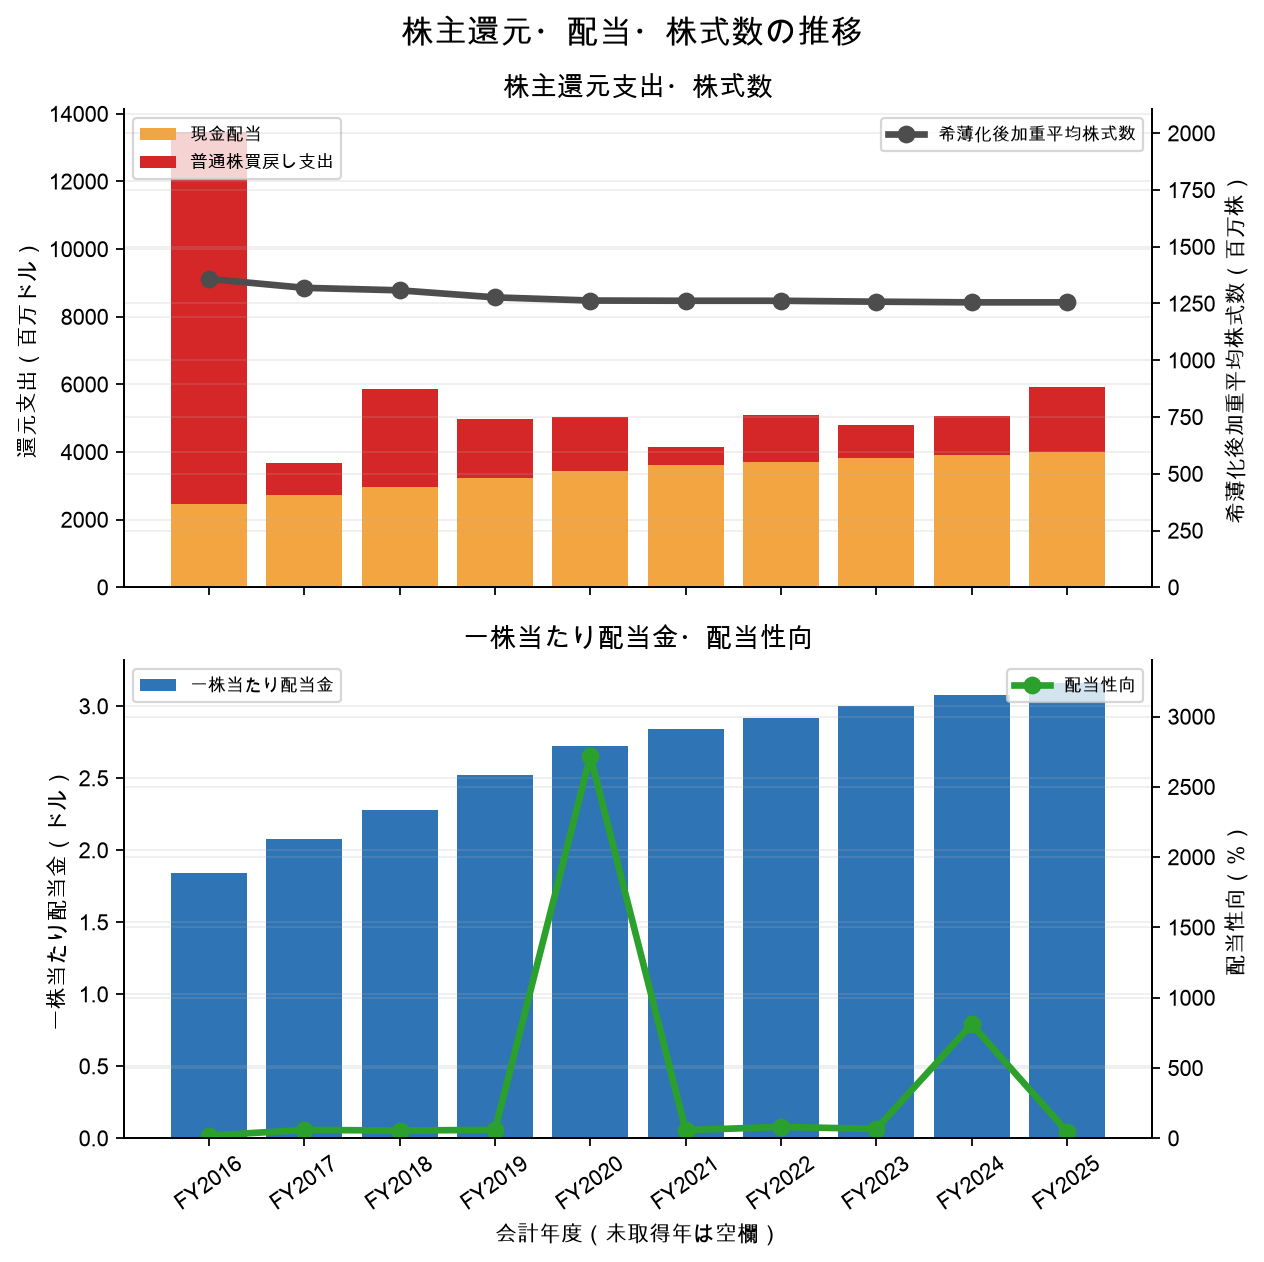 株主還元・配当・株式数の推移
株主還元支出・株式数
現金配当
普通株買戻し支出
希薄化後加重平均株式数
還元支出（百万ドル）
14000
12000
10000
8000
6000
4000
2000
0
2000
1750
1500
1250
1000
750
500
250
0
希薄化後加重平均株式数（百万株）
一株当たり配当金・配当性向
一株当たり配当金
配当性向
一株当たり配当金（ドル）
3.0
2.5
2.0
1.5
1.0
0.5
0.0
3000
2500
2000
1500
1000
500
0
配当性向（%）
FY2016 FY2017 FY2018 FY2019 FY2020 FY2021 FY2022 FY2023 FY2024 FY2025
会計年度（未取得年は空欄）